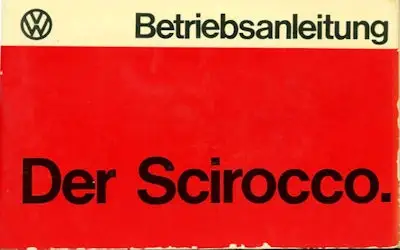 Betriebsanleitung
Der Scirocco.